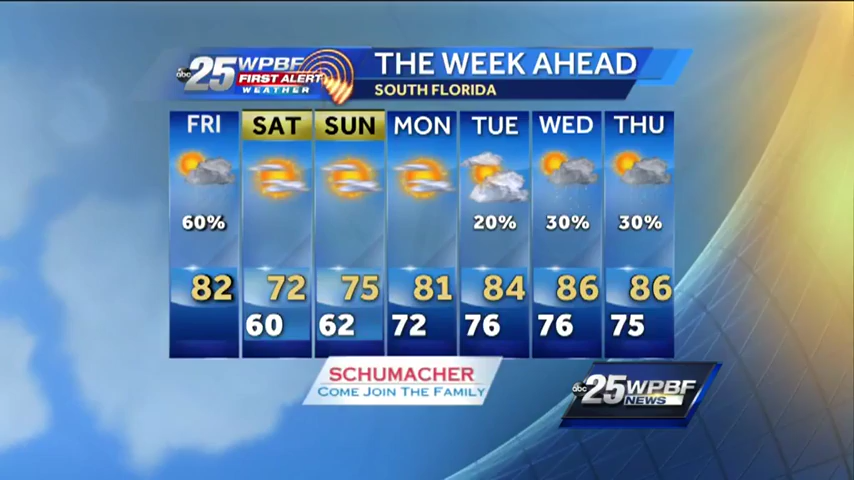 abc 25 WPBF
FIRST ALERT
WEATHER
THE WEEK AHEAD
SOUTH FLORIDA
FRI SAT SUN MON TUE WED THU
60% 20% 30% 30%
82 72 75 81 84 86 86
60 62 72 76 76 75
SCHUMACHER
COME JOIN THE FAMILY
abc 25 WPBF
NEWS